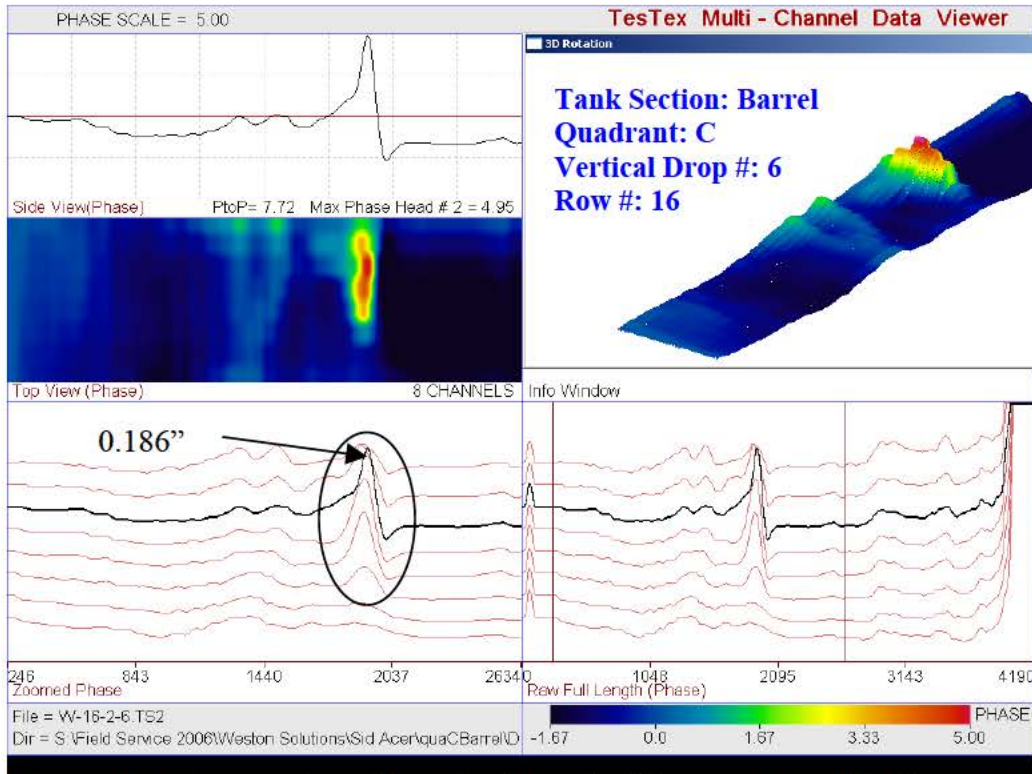 PHASE SCALE = 5.00
TesTex Multi - Channel Data Viewer
3D Rotation
Tank Section: Barrel
Quadrant: C
Vertical Drop #: 6
Row #: 16
Side View(Phase) PtoP= 7.72 Max Phase Head # 2 = 4.95
Top View (Phase) 8 CHANNELS
Info Window
0.186”
246 843 1440 2037 2634
Zoomed Phase
0 1048 2095 3143 4190
Raw Full Length (Phase)
File = W-16-2-6.TS2
Dir = S:\Field Service 2006\Weston Solutions\Sid Acer\quaCBarrel\D
PHASE
-1.67 0.0 1.67 3.33 5.00